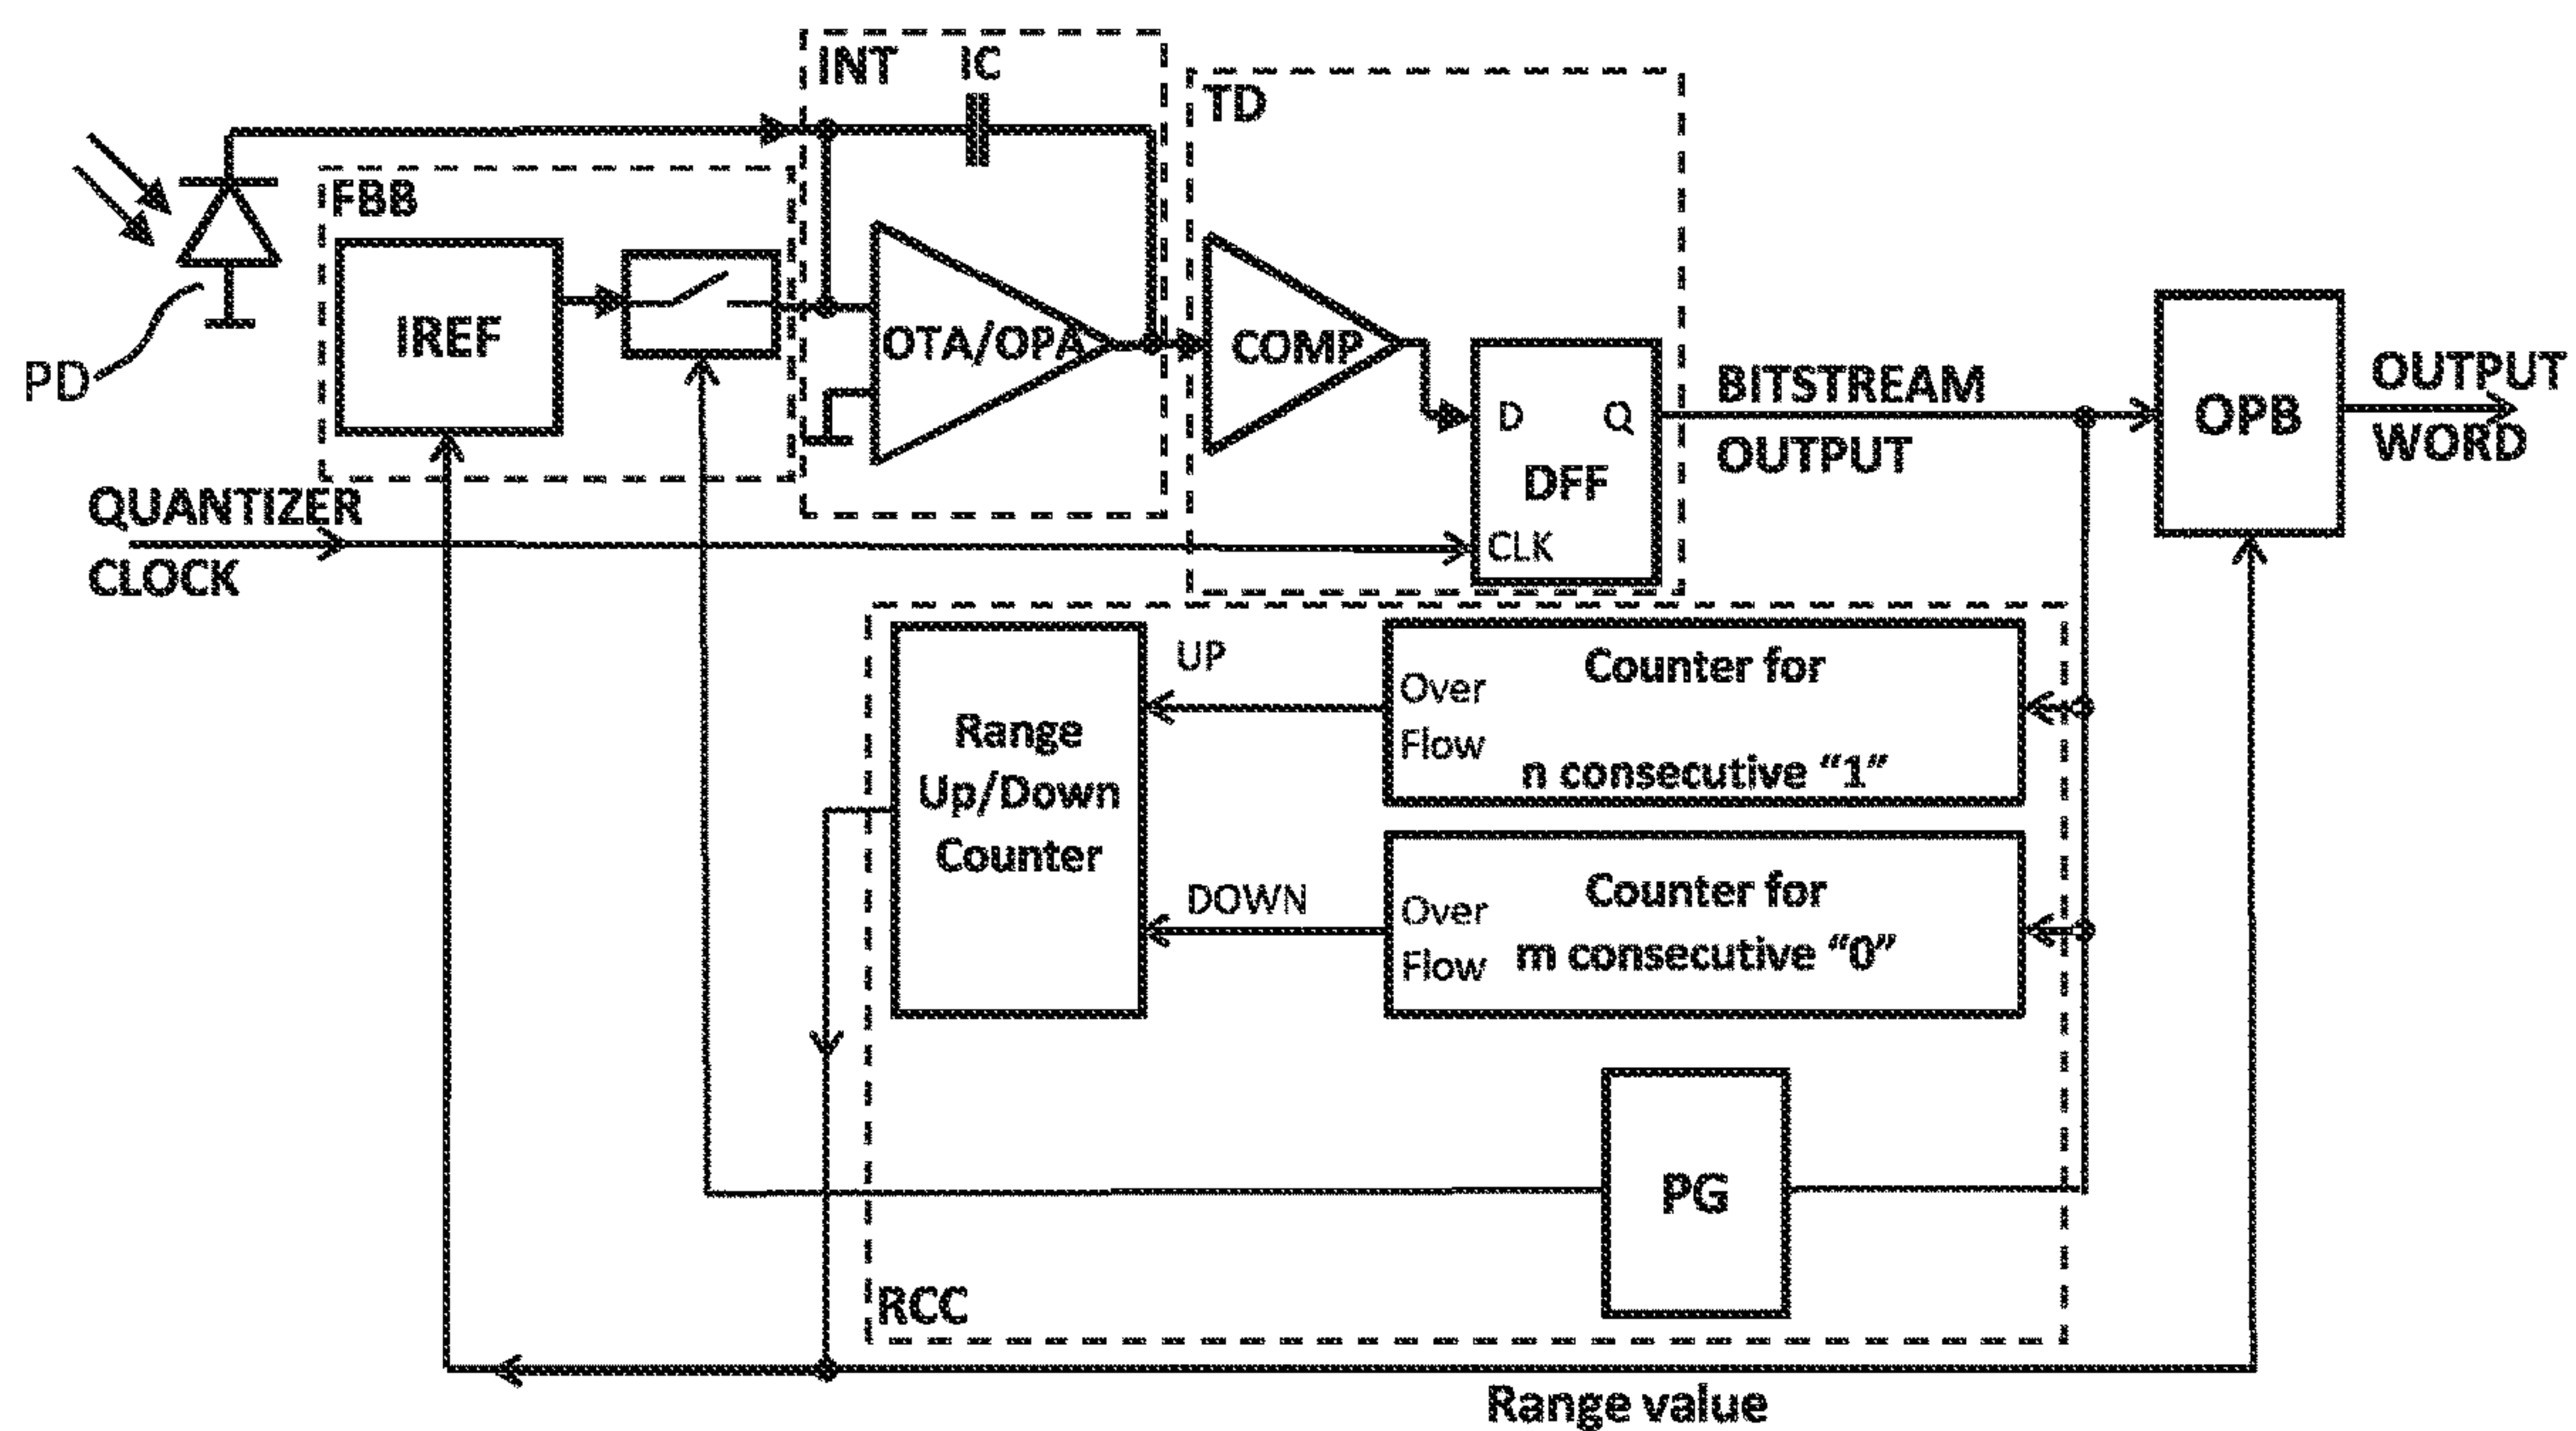 INT
IC
TD
FBB
IREF
OTA/OPA
COMP
PD
D
Q
DFF
CLK
BITSTREAM
OUTPUT
OPB
OUTPUT
WORD
QUANTIZER
CLOCK
UP
Over
Flow
Counter for
n consecutive “1”
Range
Up/Down
Counter
DOWN
Over
Flow
Counter for
m consecutive “0”
PG
RCC
Range value